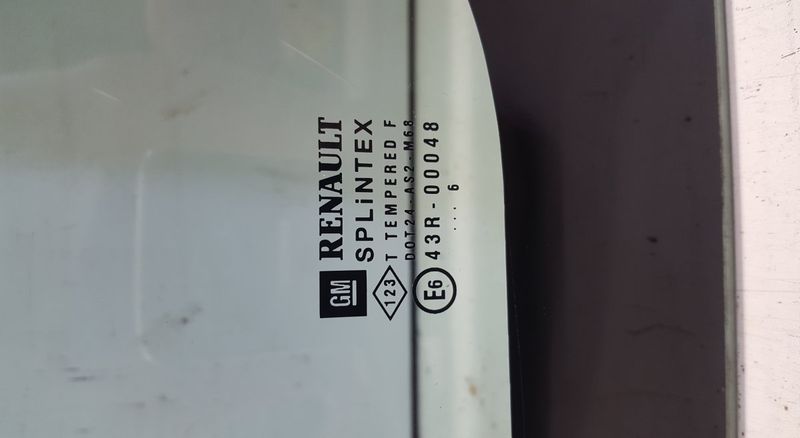 GM RENAULT
SPLiNTEX
123 T TEMPERED F
DOT24-AS2-M68
E6 43R-00048
... 6